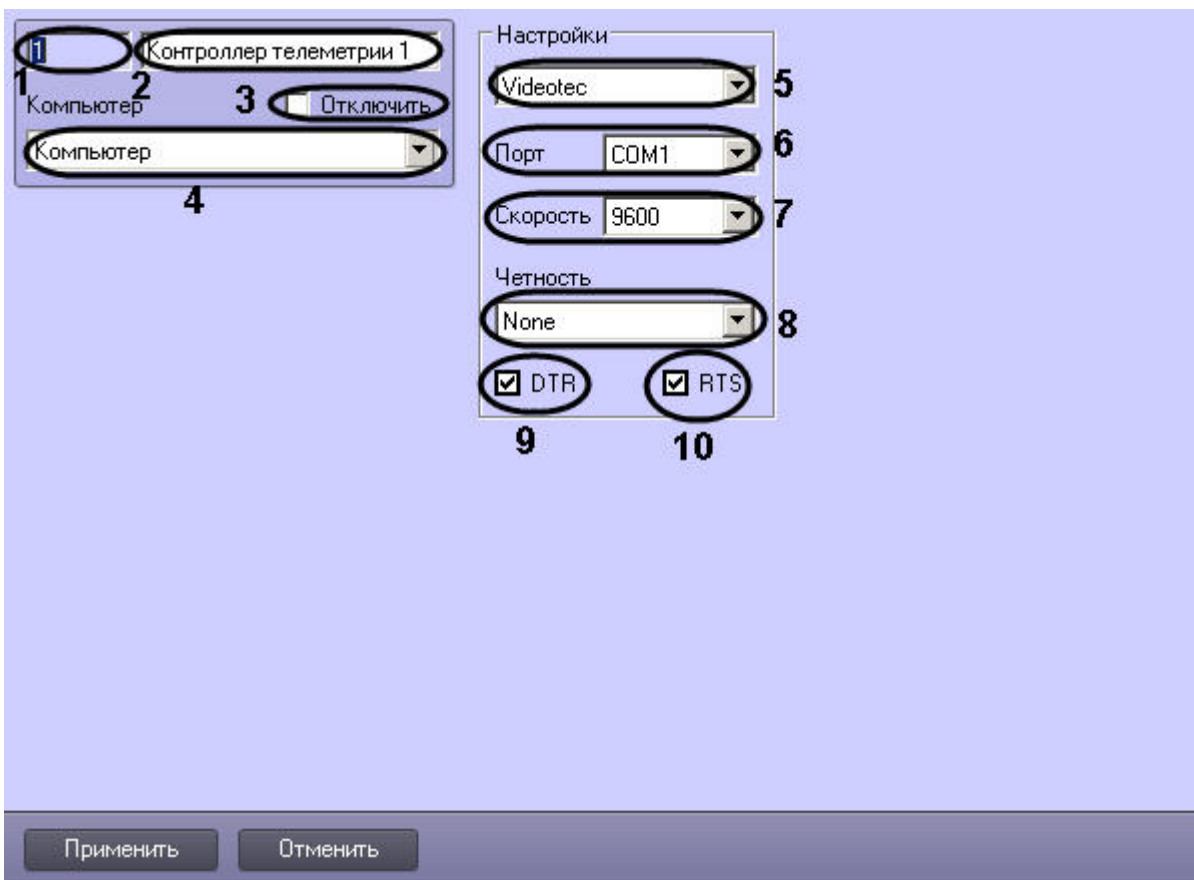 1 Контроллер телеметрии 1
1 2
Компьютер 3 Отключить
Компьютер
4
Настройки
Videotec 5
Порт COM1 6
Скорость 9600 7
Четность
None 8
DTR RTS
9 10
Применить Отменить